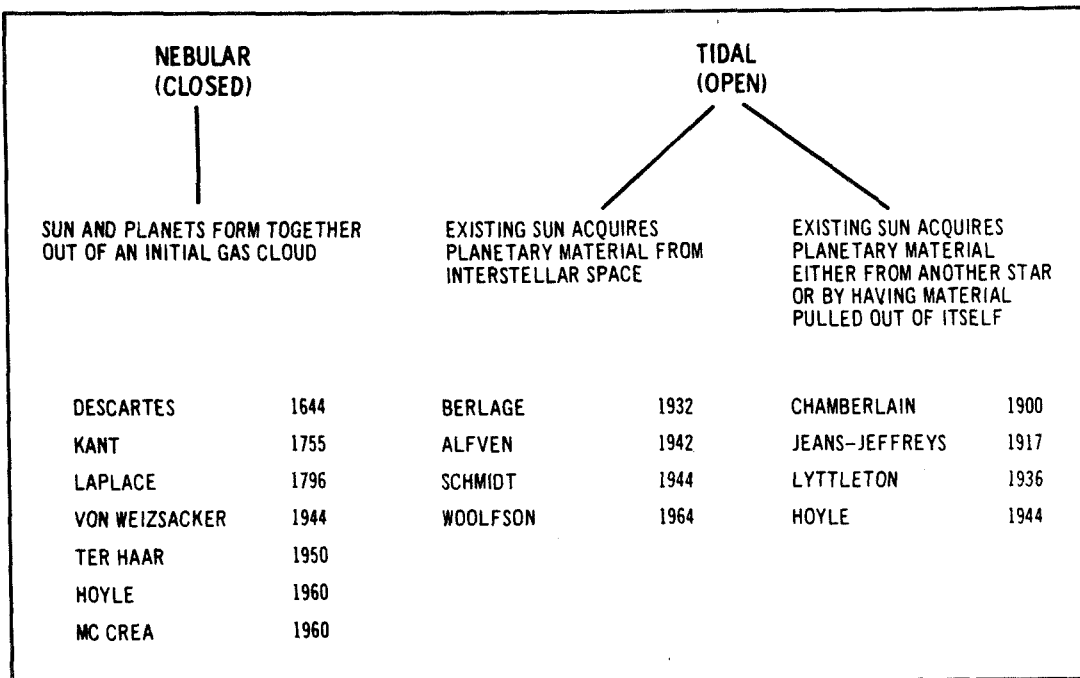 NEBULAR
(CLOSED)
TIDAL
(OPEN)
SUN AND PLANETS FORM TOGETHER
OUT OF AN INITIAL GAS CLOUD
EXISTING SUN ACQUIRES
PLANETARY MATERIAL FROM
INTERSTELLAR SPACE
EXISTING SUN ACQUIRES
PLANETARY MATERIAL
EITHER FROM ANOTHER STAR
OR BY HAVING MATERIAL
PULLED OUT OF ITSELF
DESCARTES 1644
KANT 1755
LAPLACE 1796
VON WEIZSACKER 1944
TER HAAR 1950
HOYLE 1960
MC CREA 1960
BERLAGE 1932
ALFVEN 1942
SCHMIDT 1944
WOOLFSON 1964
CHAMBERLAIN 1900
JEANS-JEFFREYS 1917
LYTTLETON 1936
HOYLE 1944